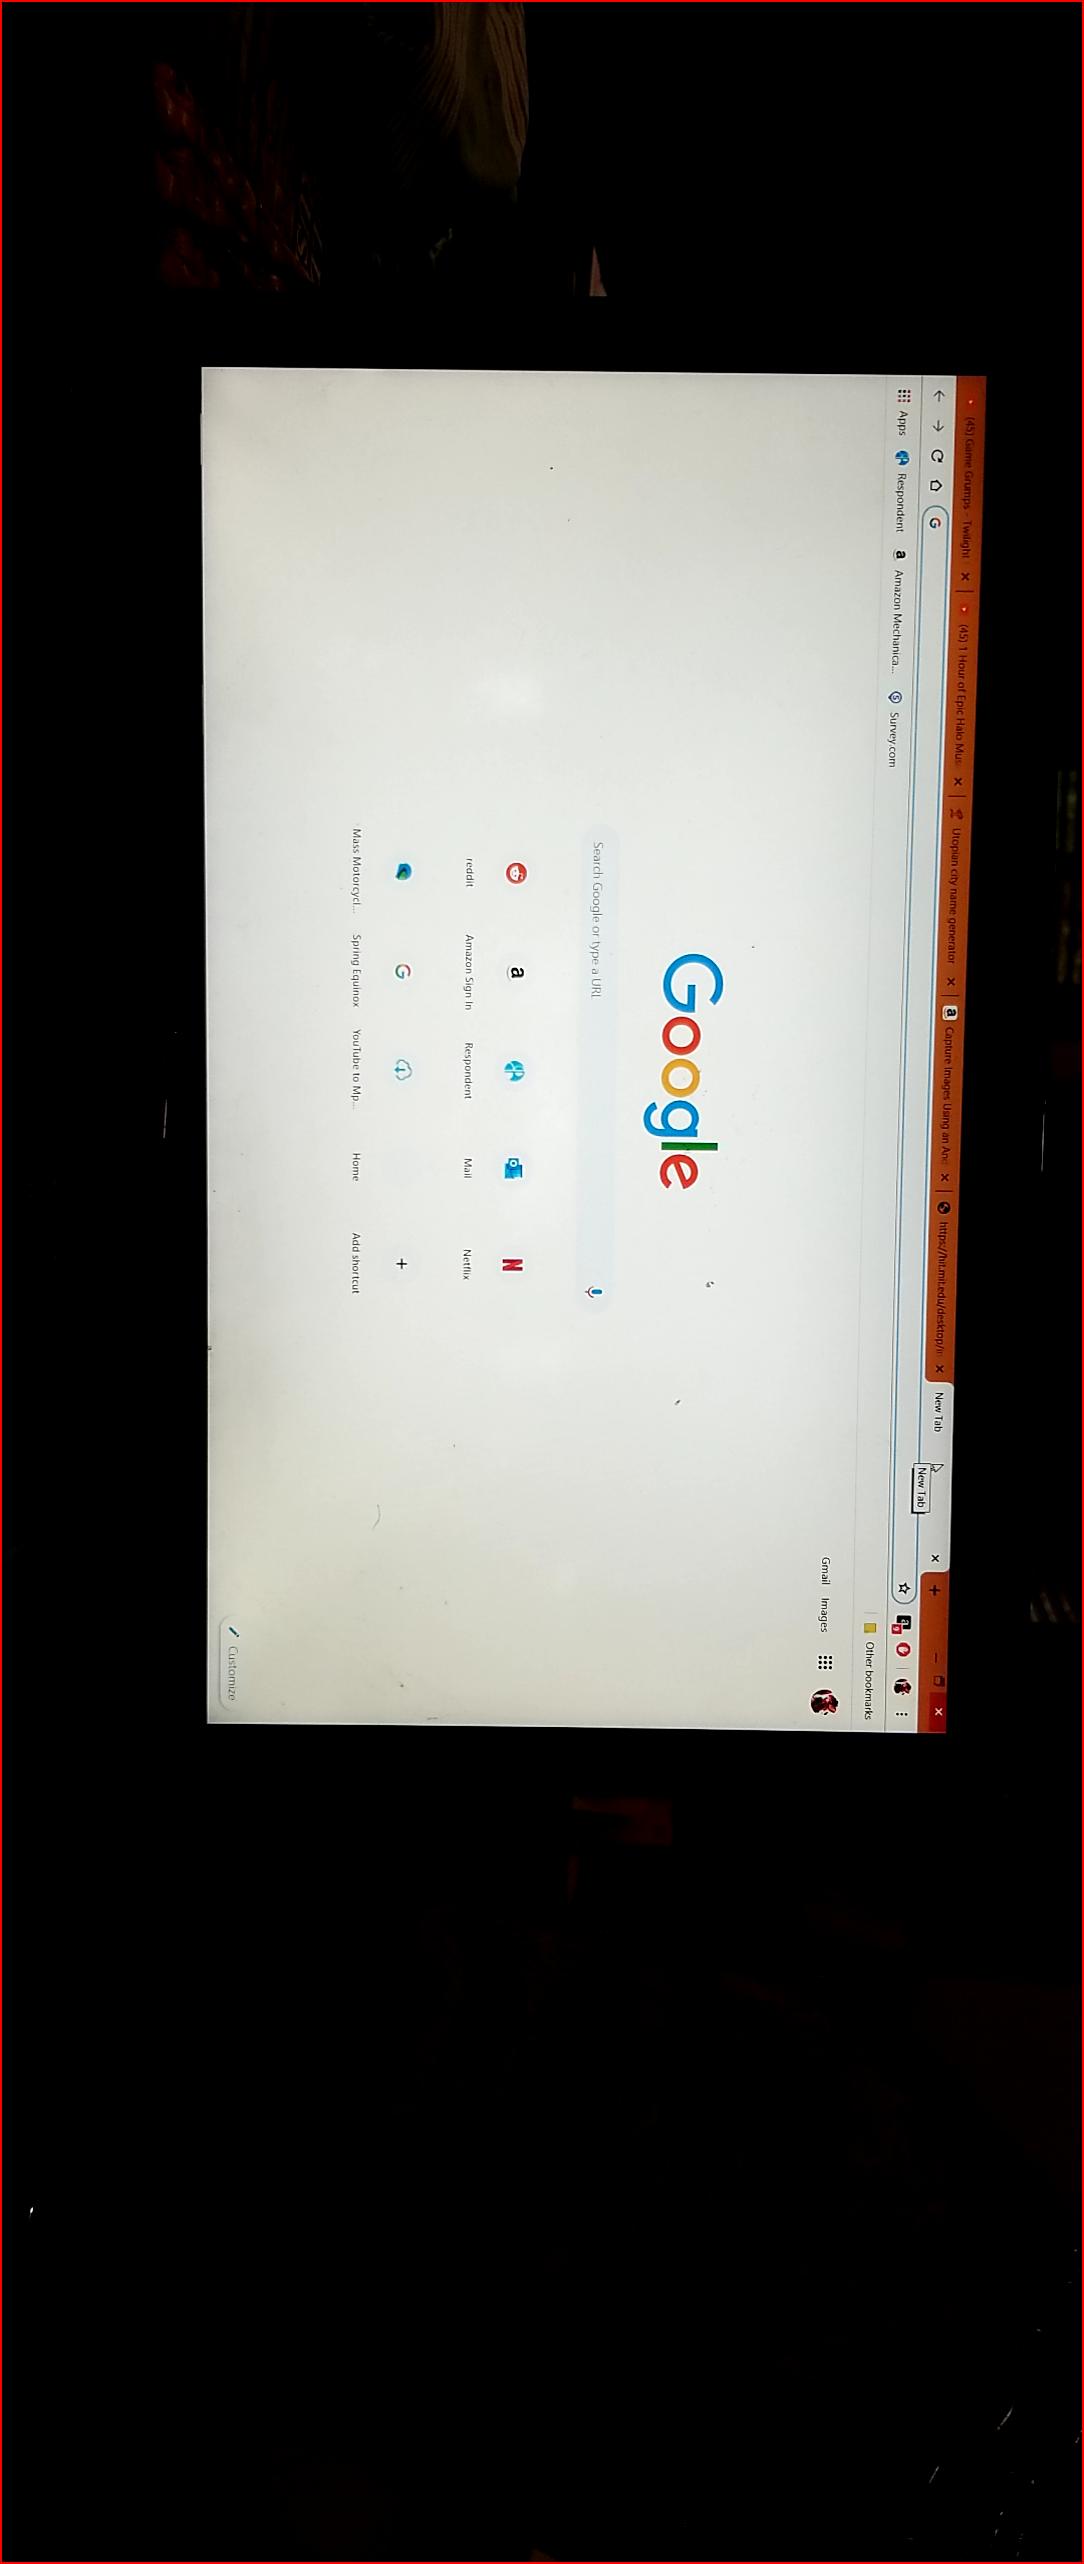 (45) Game Grumps - Twilight
(45) 1 Hour of Epic Halo Mus
Utopian city name generator
Capture Images Using an And
https://hit.mit.edu/desktop/in
New Tab
New Tab
Apps
Respondent
Amazon Mechanica...
Survey.com
Other bookmarks
Gmail Images
Google
Search Google or type a URL
reddit
Amazon Sign In
Respondent
Mail
Netflix
Mass Motorcycl...
Spring Equinox
YouTube to Mp...
Home
Add shortcut
Customize